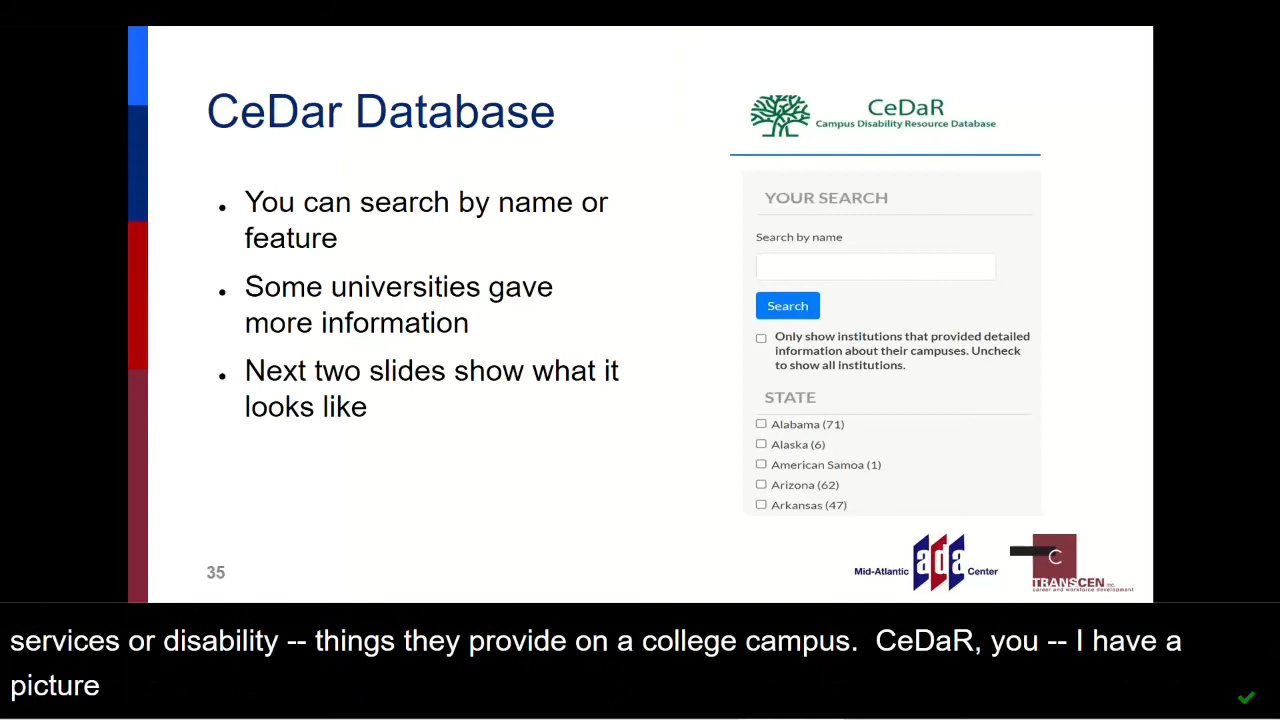 CeDar Database
• You can search by name or
feature
• Some universities gave
more information
• Next two slides show what it
looks like
35
CeDaR
Campus Disability Resource Database
YOUR SEARCH
Search by name
Search
Only show institutions that provided detailed
information about their campuses. Uncheck
to show all institutions.
STATE
Alabama (71)
Alaska (6)
American Samoa (1)
Arizona (62)
Arkansas (47)
Mid-Atlantic ada Center
C
TRANSCEN inc.
career and workforce development
services or disability -- things they provide on a college campus.  CeDaR, you -- I have a
picture